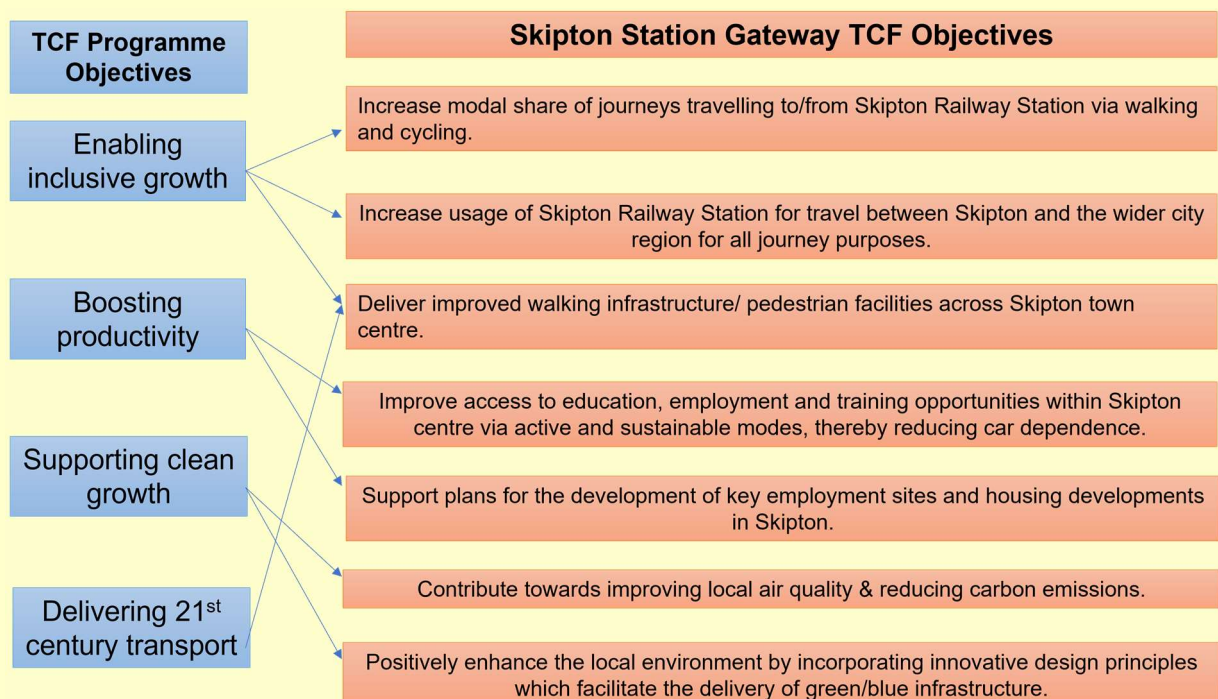 TCF Programme
Objectives
Skipton Station Gateway TCF Objectives
Enabling
inclusive growth
Boosting
productivity
Supporting clean
growth
Delivering 21st
century transport
Increase modal share of journeys travelling to/from Skipton Railway Station via walking
and cycling.
Increase usage of Skipton Railway Station for travel between Skipton and the wider city
region for all journey purposes.
Deliver improved walking infrastructure/ pedestrian facilities across Skipton town
centre.
Improve access to education, employment and training opportunities within Skipton
centre via active and sustainable modes, thereby reducing car dependence.
Support plans for the development of key employment sites and housing developments
in Skipton.
Contribute towards improving local air quality & reducing carbon emissions.
Positively enhance the local environment by incorporating innovative design principles
which facilitate the delivery of green/blue infrastructure.